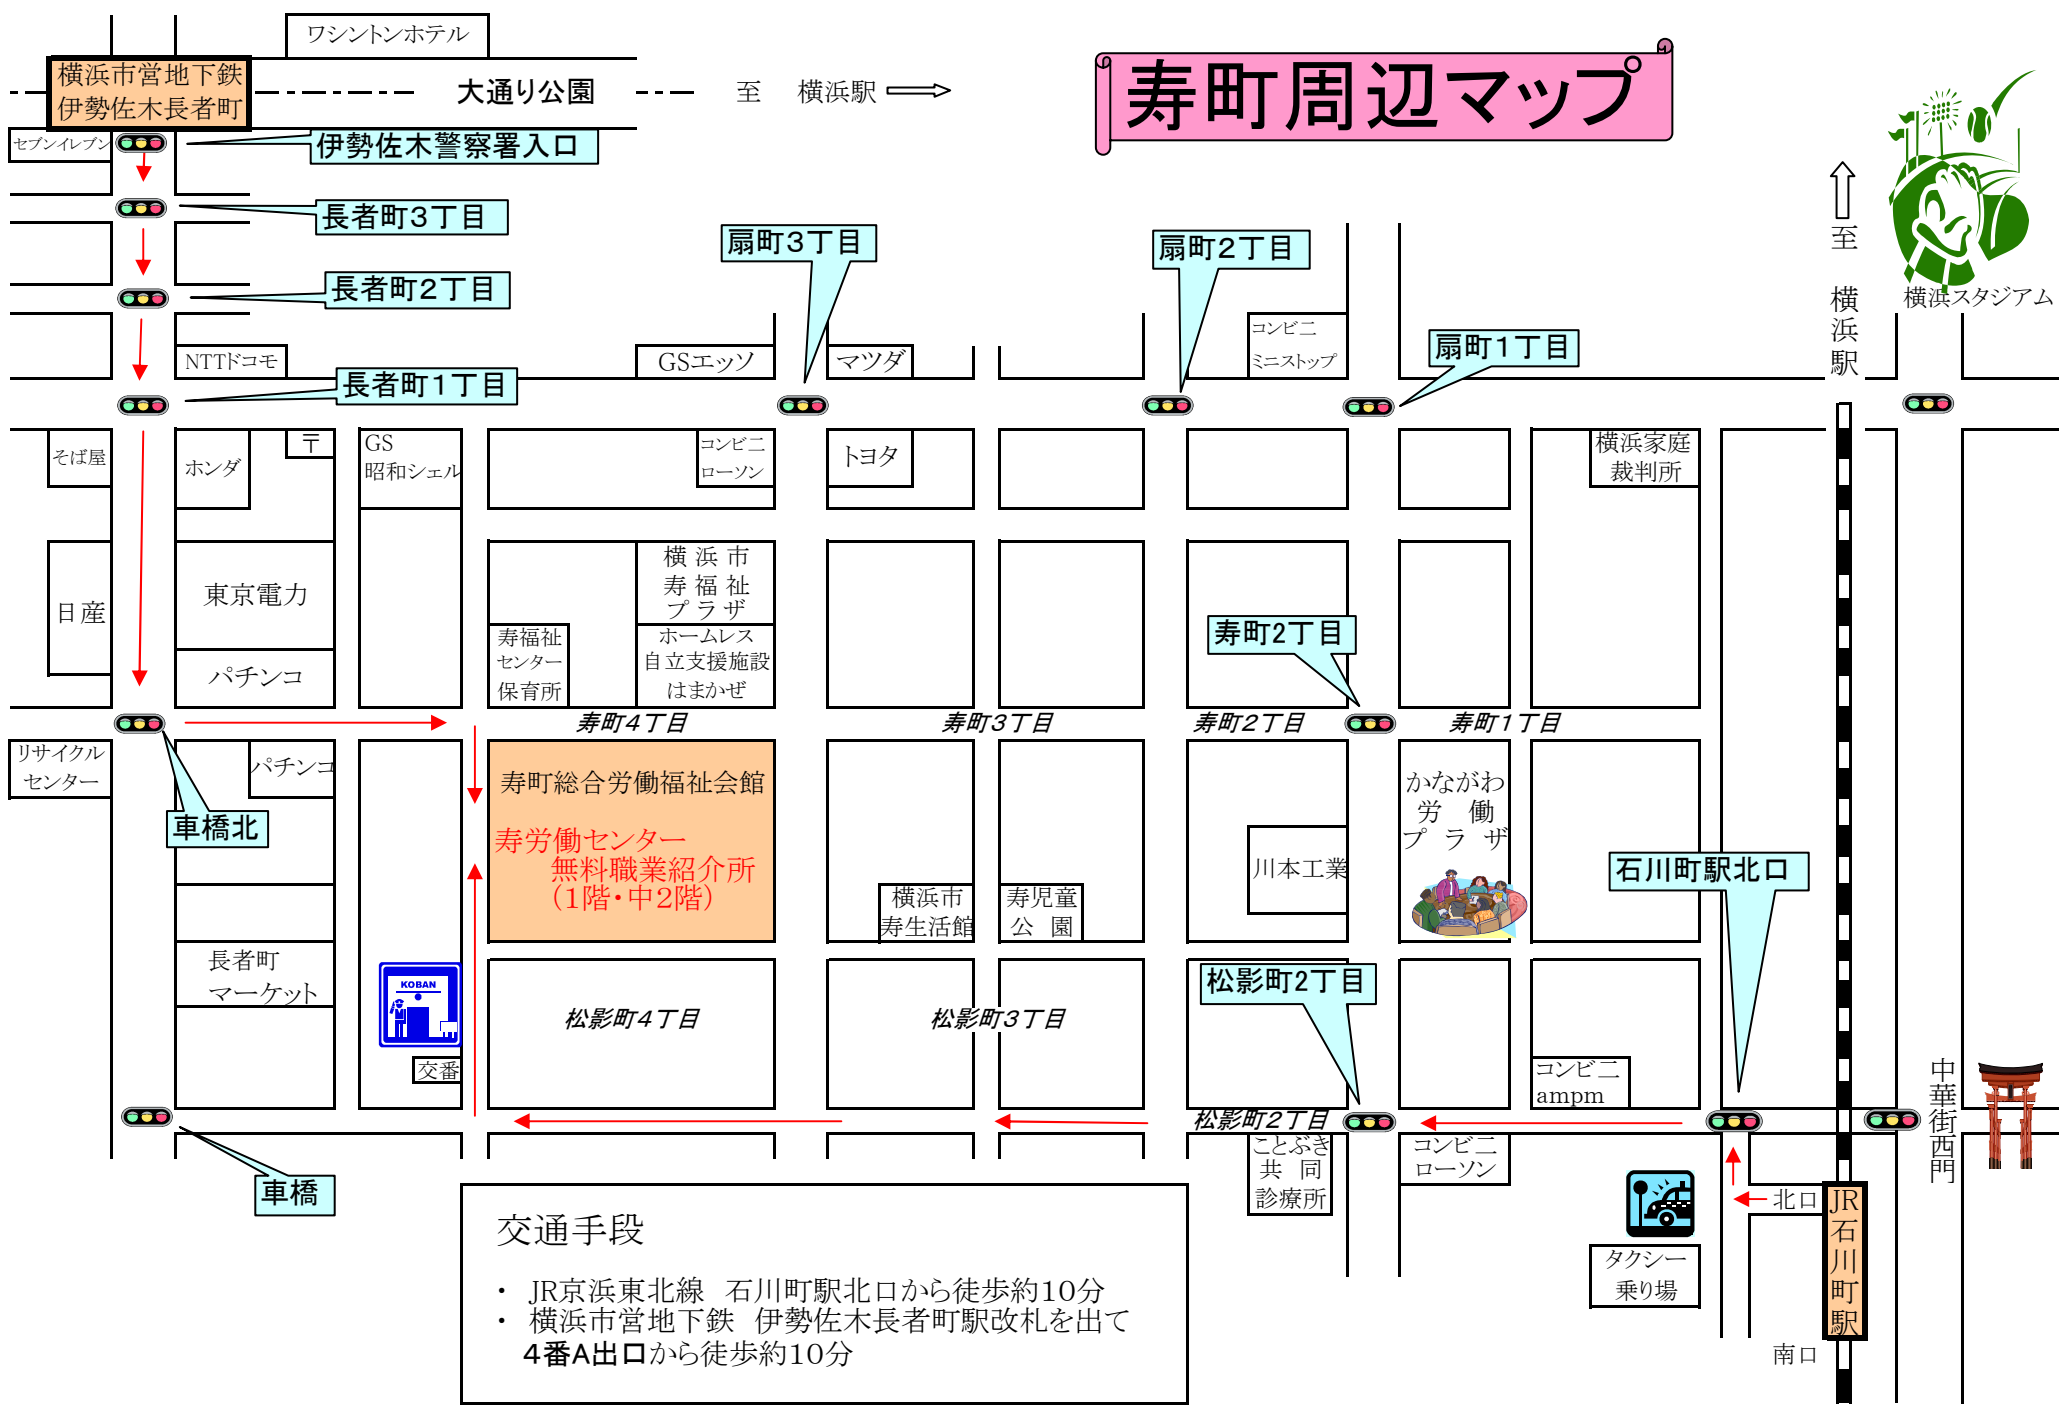 ワシントンホテル
横浜市営地下鉄
伊勢佐木長者町
大通り公園
至　横浜駅
寿町周辺マップ
セブンイレブン
伊勢佐木警察署入口
長者町3丁目
長者町2丁目
長者町1丁目
扇町3丁目
扇町2丁目
扇町1丁目
至　横浜駅
横浜スタジアム
NTTドコモ
GSエッソ
マツダ
コンビニ
ミニストップ
そば屋
ホンダ
〒
GS
昭和シェル
コンビニ
ローソン
トヨタ
横浜家庭
裁判所
日産
東京電力
パチンコ
寿福祉
センター
保育所
横浜市
寿福祉
プラザ
ホームレス
自立支援施設
はまかぜ
寿町2丁目
寿町4丁目
寿町3丁目
寿町2丁目
寿町1丁目
リサイクル
センター
パチンコ
車橋北
寿町総合労働福祉会館
寿労働センター
無料職業紹介所
(1階・中2階)
かながわ
労働
プラザ
川本工業
横浜市
寿生活館
寿児童
公園
石川町駅北口
長者町
マーケット
KOBAN
交番
松影町4丁目
松影町3丁目
松影町2丁目
コンビニ
ampm
中華街西門
松影町2丁目
ことぶき
共同
診療所
コンビニ
ローソン
車橋
北口
JR石川町駅
タクシー
乗り場
南口
交通手段
・ JR京浜東北線　石川町駅北口から徒歩約10分
・ 横浜市営地下鉄　伊勢佐木長者町駅改札を出て
4番A出口から徒歩約10分